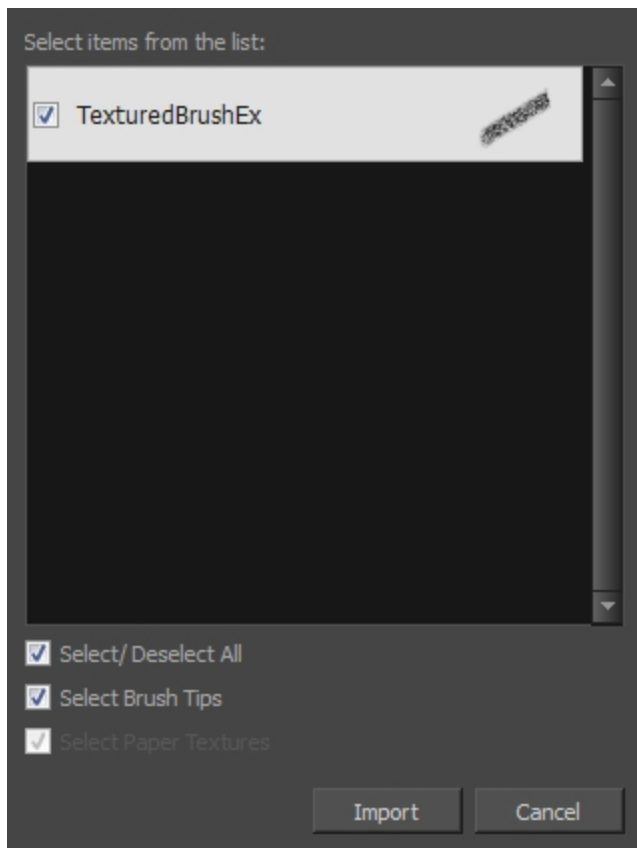 Select items from the list:
TexturedBrushEx
Select/ Deselect All
Select Brush Tips
Select Paper Textures
Import Cancel